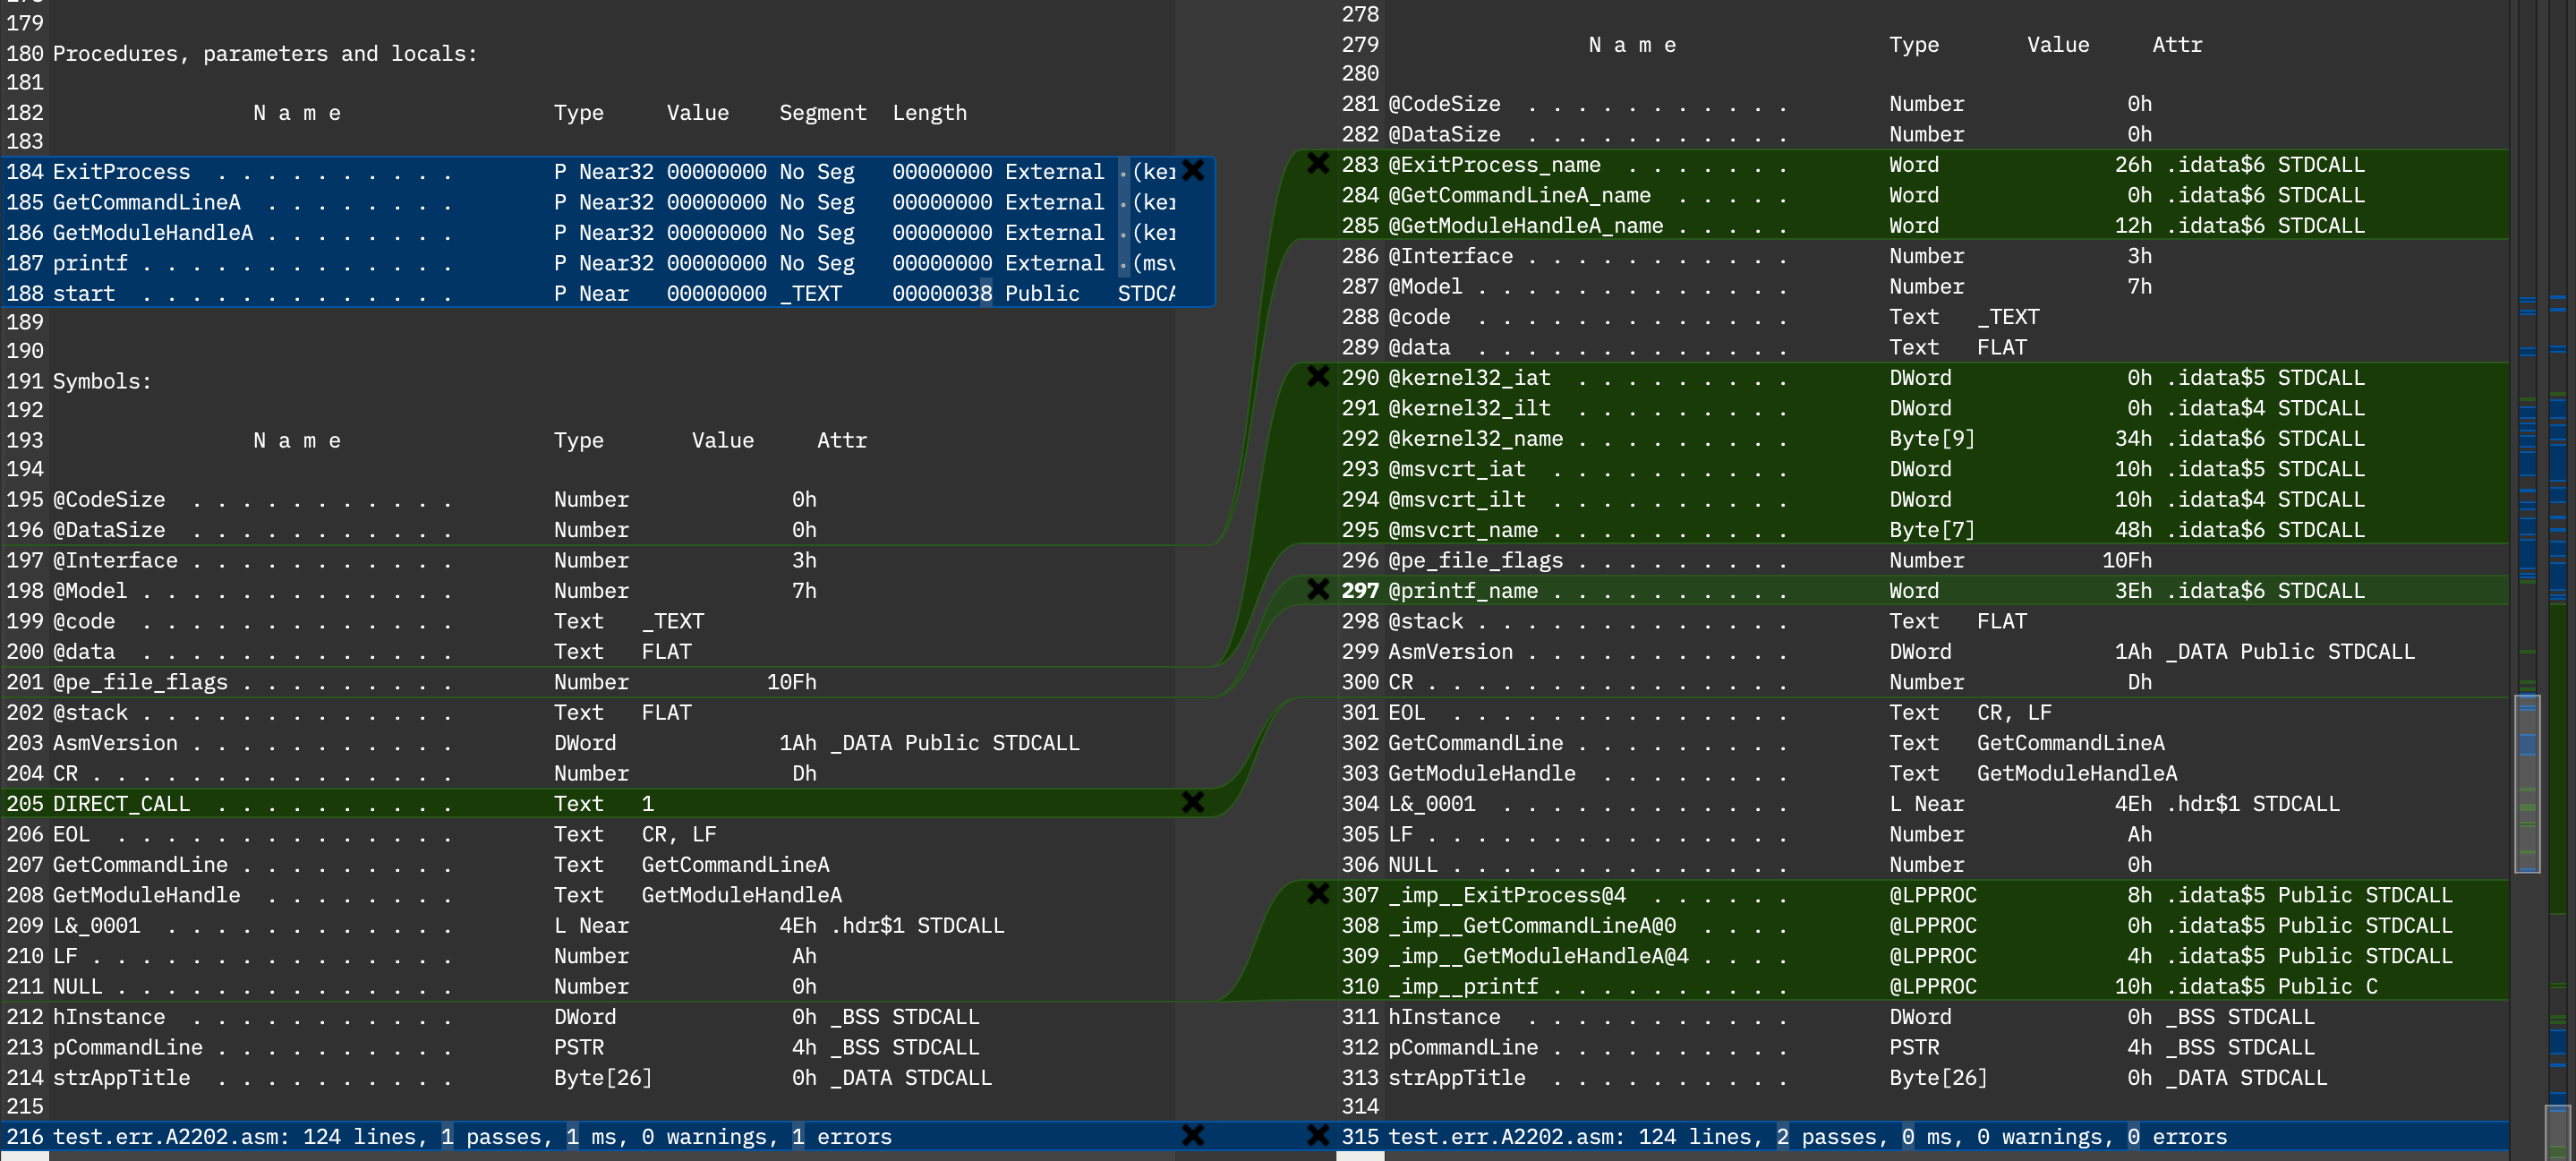 179
180 Procedures, parameters and locals:
181
182                 N a m e                 Type     Value    Segment  Length
183
184 ExitProcess  . . . . . . . . . .        P Near32 00000000 No Seg   00000000 External .(ker
185 GetCommandLineA  . . . . . . . .        P Near32 00000000 No Seg   00000000 External .(ker
186 GetModuleHandleA . . . . . . . .        P Near32 00000000 No Seg   00000000 External .(ker
187 printf . . . . . . . . . . . . .        P Near32 00000000 No Seg   00000000 External .(msv
188 start  . . . . . . . . . . . . .        P Near   00000000 _TEXT    00000038 Public   STDCA
189
190
191 Symbols:
192
193                 N a m e                 Type       Value     Attr
194
195 @CodeSize  . . . . . . . . . . .        Number             0h
196 @DataSize  . . . . . . . . . . .        Number             0h
197 @Interface . . . . . . . . . . .        Number             3h
198 @Model . . . . . . . . . . . . .        Number             7h
199 @code  . . . . . . . . . . . . .        Text   _TEXT
200 @data  . . . . . . . . . . . . .        Text   FLAT
201 @pe_file_flags . . . . . . . . .        Number           10Fh
202 @stack . . . . . . . . . . . . .        Text   FLAT
203 AsmVersion . . . . . . . . . . .        DWord             1Ah _DATA Public STDCALL
204 CR . . . . . . . . . . . . . . .        Number             Dh
205 DIRECT_CALL  . . . . . . . . . .        Text   1
206 EOL  . . . . . . . . . . . . . .        Text   CR, LF
207 GetCommandLine . . . . . . . . .        Text   GetCommandLineA
208 GetModuleHandle  . . . . . . . .        Text   GetModuleHandleA
209 L&_0001  . . . . . . . . . . . .        L Near            4Eh .hdr$1 STDCALL
210 LF . . . . . . . . . . . . . . .        Number             Ah
211 NULL . . . . . . . . . . . . . .        Number             0h
212 hInstance  . . . . . . . . . . .        DWord              0h _BSS STDCALL
213 pCommandLine . . . . . . . . . .        PSTR               4h _BSS STDCALL
214 strAppTitle  . . . . . . . . . .        Byte[26]           0h _DATA STDCALL
215
216 test.err.A2202.asm: 124 lines, 1 passes, 1 ms, 0 warnings, 1 errors
278
279                 N a m e                 Type       Value     Attr
280
281 @CodeSize  . . . . . . . . . . .        Number             0h
282 @DataSize  . . . . . . . . . . .        Number             0h
283 @ExitProcess_name  . . . . . . .        Word              26h .idata$6 STDCALL
284 @GetCommandLineA_name  . . . . .        Word               0h .idata$6 STDCALL
285 @GetModuleHandleA_name . . . . .        Word              12h .idata$6 STDCALL
286 @Interface . . . . . . . . . . .        Number             3h
287 @Model . . . . . . . . . . . . .        Number             7h
288 @code  . . . . . . . . . . . . .        Text   _TEXT
289 @data  . . . . . . . . . . . . .        Text   FLAT
290 @kernel32_iat  . . . . . . . . .        DWord              0h .idata$5 STDCALL
291 @kernel32_ilt  . . . . . . . . .        DWord              0h .idata$4 STDCALL
292 @kernel32_name . . . . . . . . .        Byte[9]           34h .idata$6 STDCALL
293 @msvcrt_iat  . . . . . . . . . .        DWord             10h .idata$5 STDCALL
294 @msvcrt_ilt  . . . . . . . . . .        DWord             10h .idata$4 STDCALL
295 @msvcrt_name . . . . . . . . . .        Byte[7]           48h .idata$6 STDCALL
296 @pe_file_flags . . . . . . . . .        Number           10Fh
297 @printf_name . . . . . . . . . .        Word              3Eh .idata$6 STDCALL
298 @stack . . . . . . . . . . . . .        Text   FLAT
299 AsmVersion . . . . . . . . . . .        DWord             1Ah _DATA Public STDCALL
300 CR . . . . . . . . . . . . . . .        Number             Dh
301 EOL  . . . . . . . . . . . . . .        Text   CR, LF
302 GetCommandLine . . . . . . . . .        Text   GetCommandLineA
303 GetModuleHandle  . . . . . . . .        Text   GetModuleHandleA
304 L&_0001  . . . . . . . . . . . .        L Near            4Eh .hdr$1 STDCALL
305 LF . . . . . . . . . . . . . . .        Number             Ah
306 NULL . . . . . . . . . . . . . .        Number             0h
307 _imp__ExitProcess@4  . . . . . .        @LPPROC            8h .idata$5 Public STDCALL
308 _imp__GetCommandLineA@0  . . . .        @LPPROC            0h .idata$5 Public STDCALL
309 _imp__GetModuleHandleA@4 . . . .        @LPPROC            4h .idata$5 Public STDCALL
310 _imp__printf . . . . . . . . . .        @LPPROC           10h .idata$5 Public C
311 hInstance  . . . . . . . . . . .        DWord              0h _BSS STDCALL
312 pCommandLine . . . . . . . . . .        PSTR               4h _BSS STDCALL
313 strAppTitle  . . . . . . . . . .        Byte[26]           0h _DATA STDCALL
314
315 test.err.A2202.asm: 124 lines, 2 passes, 0 ms, 0 warnings, 0 errors